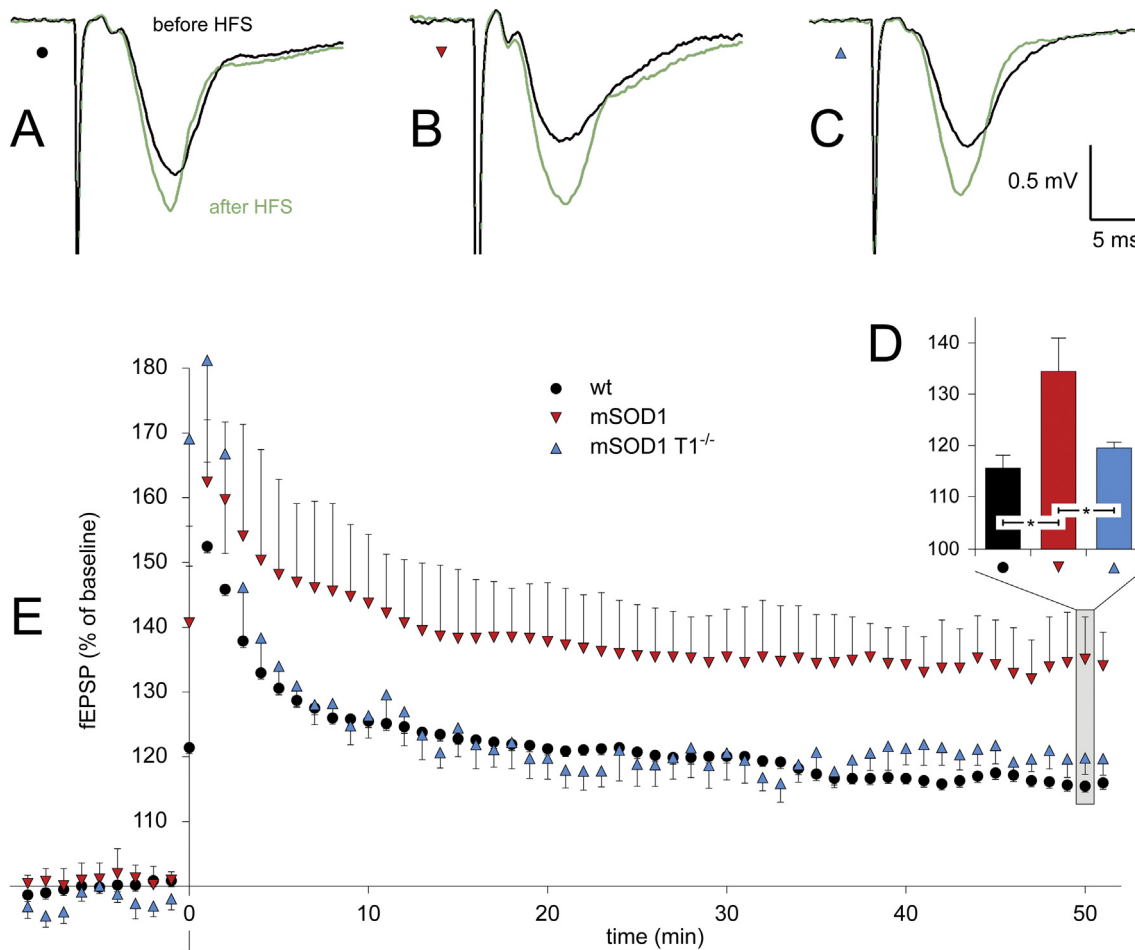 before HFS
after HFS
A
B
C
0.5 mV
5 ms
D
140
130
120
110
100
*
*
180
170
160
150
140
130
120
110
wt
mSOD1
mSOD1 T1-/-
E
fEPSP (% of baseline)
0
10
20
30
40
50
time (min)